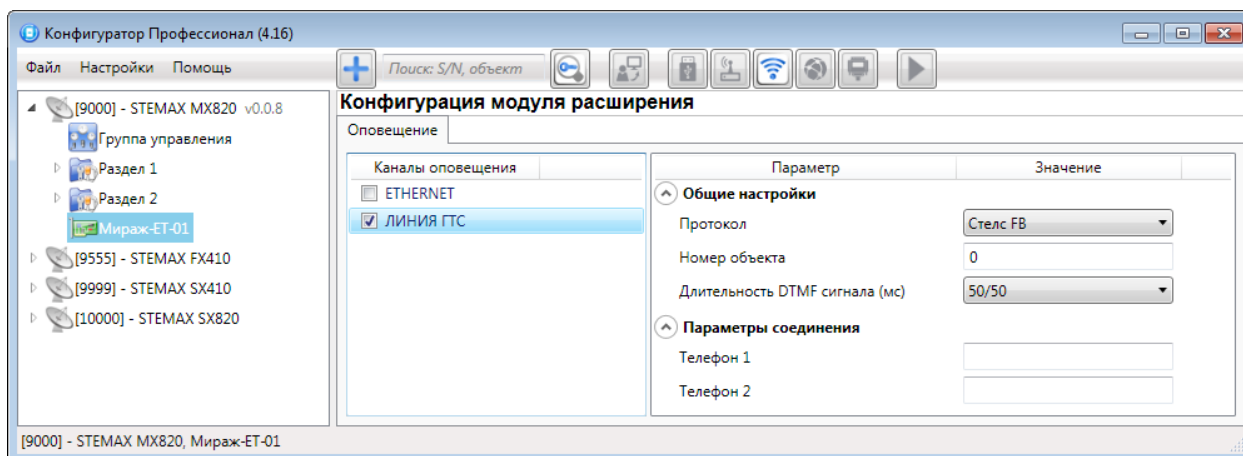 Конфигуратор Профессионал (4.16)
Файл Настройки Помощь
Поиск: S/N, объект
[9000] - STEMAX MX820 v0.0.8
Группа управления
Раздел 1
Раздел 2
Мираж-ET-01
[9555] - STEMAX FX410
[9999] - STEMAX SX410
[10000] - STEMAX SX820
Конфигурация модуля расширения
Оповещение
Каналы оповещения
ETHERNET
ЛИНИЯ ГТС
Параметр Значение
Общие настройки
Протокол Стелс FB
Номер объекта 0
Длительность DTMF сигнала (мс) 50/50
Параметры соединения
Телефон 1
Телефон 2
[9000] - STEMAX MX820, Мираж-ET-01